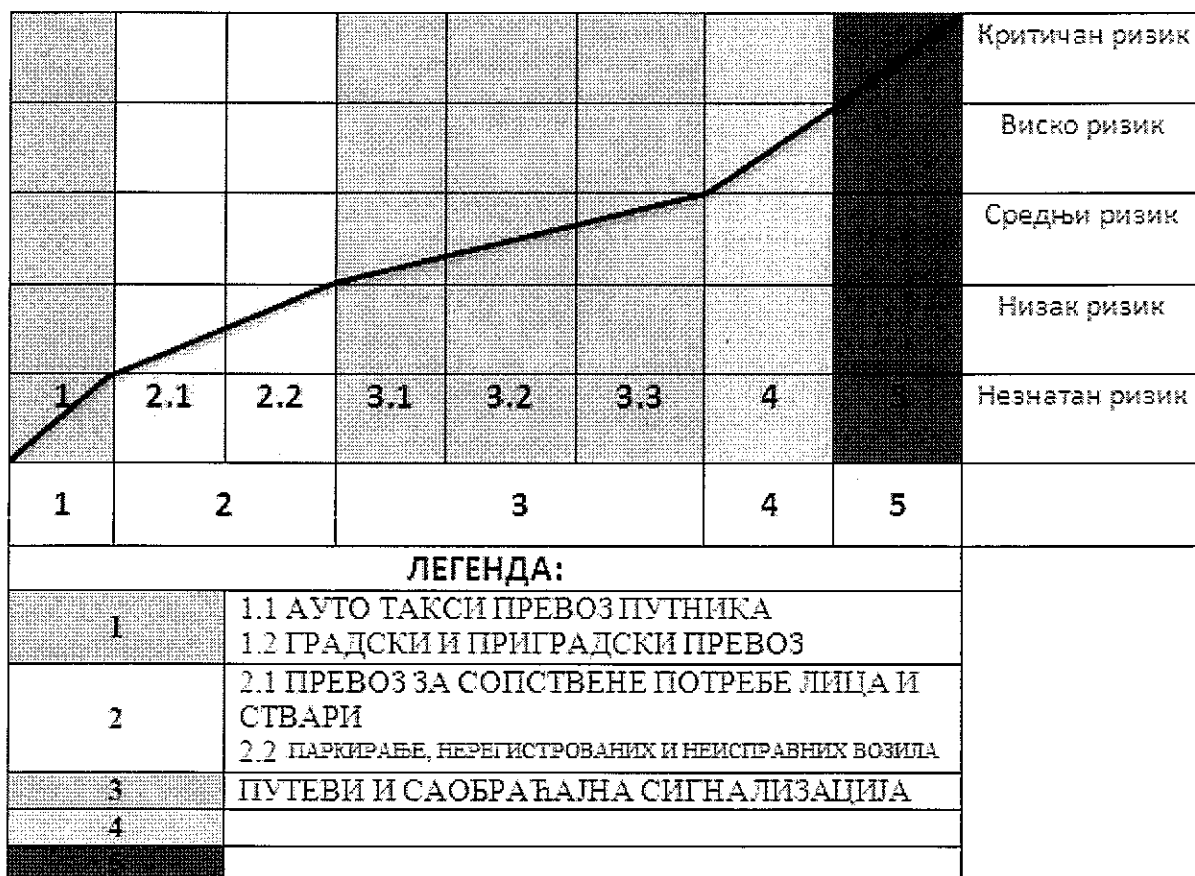 Критичан ризик
Виско ризик
Средњи ризик
Низак ризик
1 2.1 2.2 3.1 3.2 3.3 4 5 Незнатан ризик
1 2 3 4 5
ЛЕГЕНДА:
1
1.1 АУТО ТАКСИ ПРЕВОЗ ПУТНИКА
1.2 ГРАДСКИ И ПРИГРАДСКИ ПРЕВОЗ
2
2.1 ПРЕВОЗ ЗА СОПСТВЕНЕ ПОТРЕБЕ ЛИЦА И
СТВАРИ
2.2 ПАРКИРАЊЕ, НЕРЕГИСТРОВАНИХ И НЕИСПРАВНИХ ВОЗИЛА
3 ПУТЕВИ И САОБРАЋАЈНА СИГНАЛИЗАЦИЈА
4